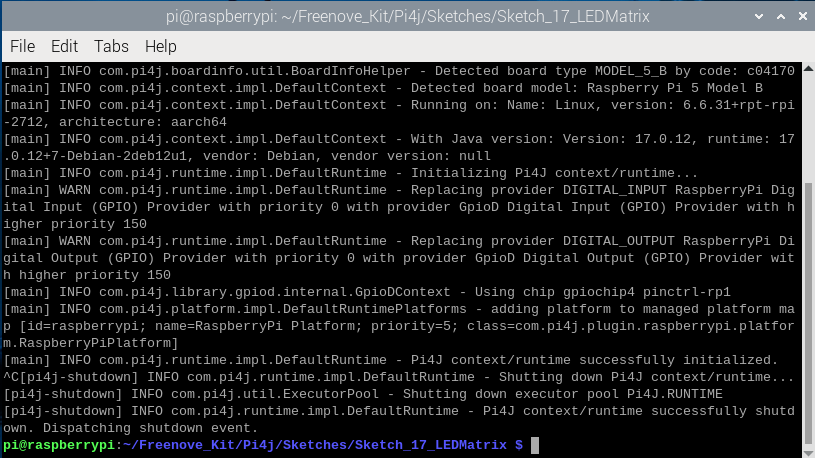 pi@raspberrypi: ~/Freenove_Kit/Pi4j/Sketches/Sketch_17_LEDMatrix
File Edit Tabs Help
[main] INFO com.pi4j.boardinfo.util.BoardInfoHelper - Detected board type MODEL_5_B by code: c04170
[main] INFO com.pi4j.context.impl.DefaultContext - Detected board model: Raspberry Pi 5 Model B
[main] INFO com.pi4j.context.impl.DefaultContext - Running on: Name: Linux, version: 6.6.31+rpt-rpi
-2712, architecture: aarch64
[main] INFO com.pi4j.context.impl.DefaultContext - With Java version: Version: 17.0.12, runtime: 17
.0.12+7-Debian-2deb12u1, vendor: Debian, vendor version: null
[main] INFO com.pi4j.runtime.impl.DefaultRuntime - Initializing Pi4J context/runtime...
[main] WARN com.pi4j.runtime.impl.DefaultRuntime - Replacing provider DIGITAL_INPUT RaspberryPi Dig
ital Input (GPIO) Provider with priority 0 with provider GpioD Digital Input (GPIO) Provider with h
igher priority 150
[main] WARN com.pi4j.runtime.impl.DefaultRuntime - Replacing provider DIGITAL_OUTPUT RaspberryPi Di
gital Output (GPIO) Provider with priority 0 with provider GpioD Digital Output (GPIO) Provider wit
h higher priority 150
[main] INFO com.pi4j.library.gpiod.internal.GpioDContext - Using chip gpiochip4 pinctrl-rp1
[main] INFO com.pi4j.platform.impl.DefaultRuntimePlatforms - adding platform to managed platform ma
p [id=raspberrypi; name=RaspberryPi Platform; priority=5; class=com.pi4j.plugin.raspberrypi.platfor
m.RaspberryPiPlatform]
[main] INFO com.pi4j.runtime.impl.DefaultRuntime - Pi4J context/runtime successfully initialized.
^C[pi4j-shutdown] INFO com.pi4j.runtime.impl.DefaultRuntime - Shutting down Pi4J context/runtime...
[pi4j-shutdown] INFO com.pi4j.util.ExecutorPool - Shutting down executor pool Pi4J.RUNTIME
[pi4j-shutdown] INFO com.pi4j.runtime.impl.DefaultRuntime - Pi4J context/runtime successfully shutd
own. Dispatching shutdown event.
pi@raspberrypi:~/Freenove_Kit/Pi4j/Sketches/Sketch_17_LEDMatrix $